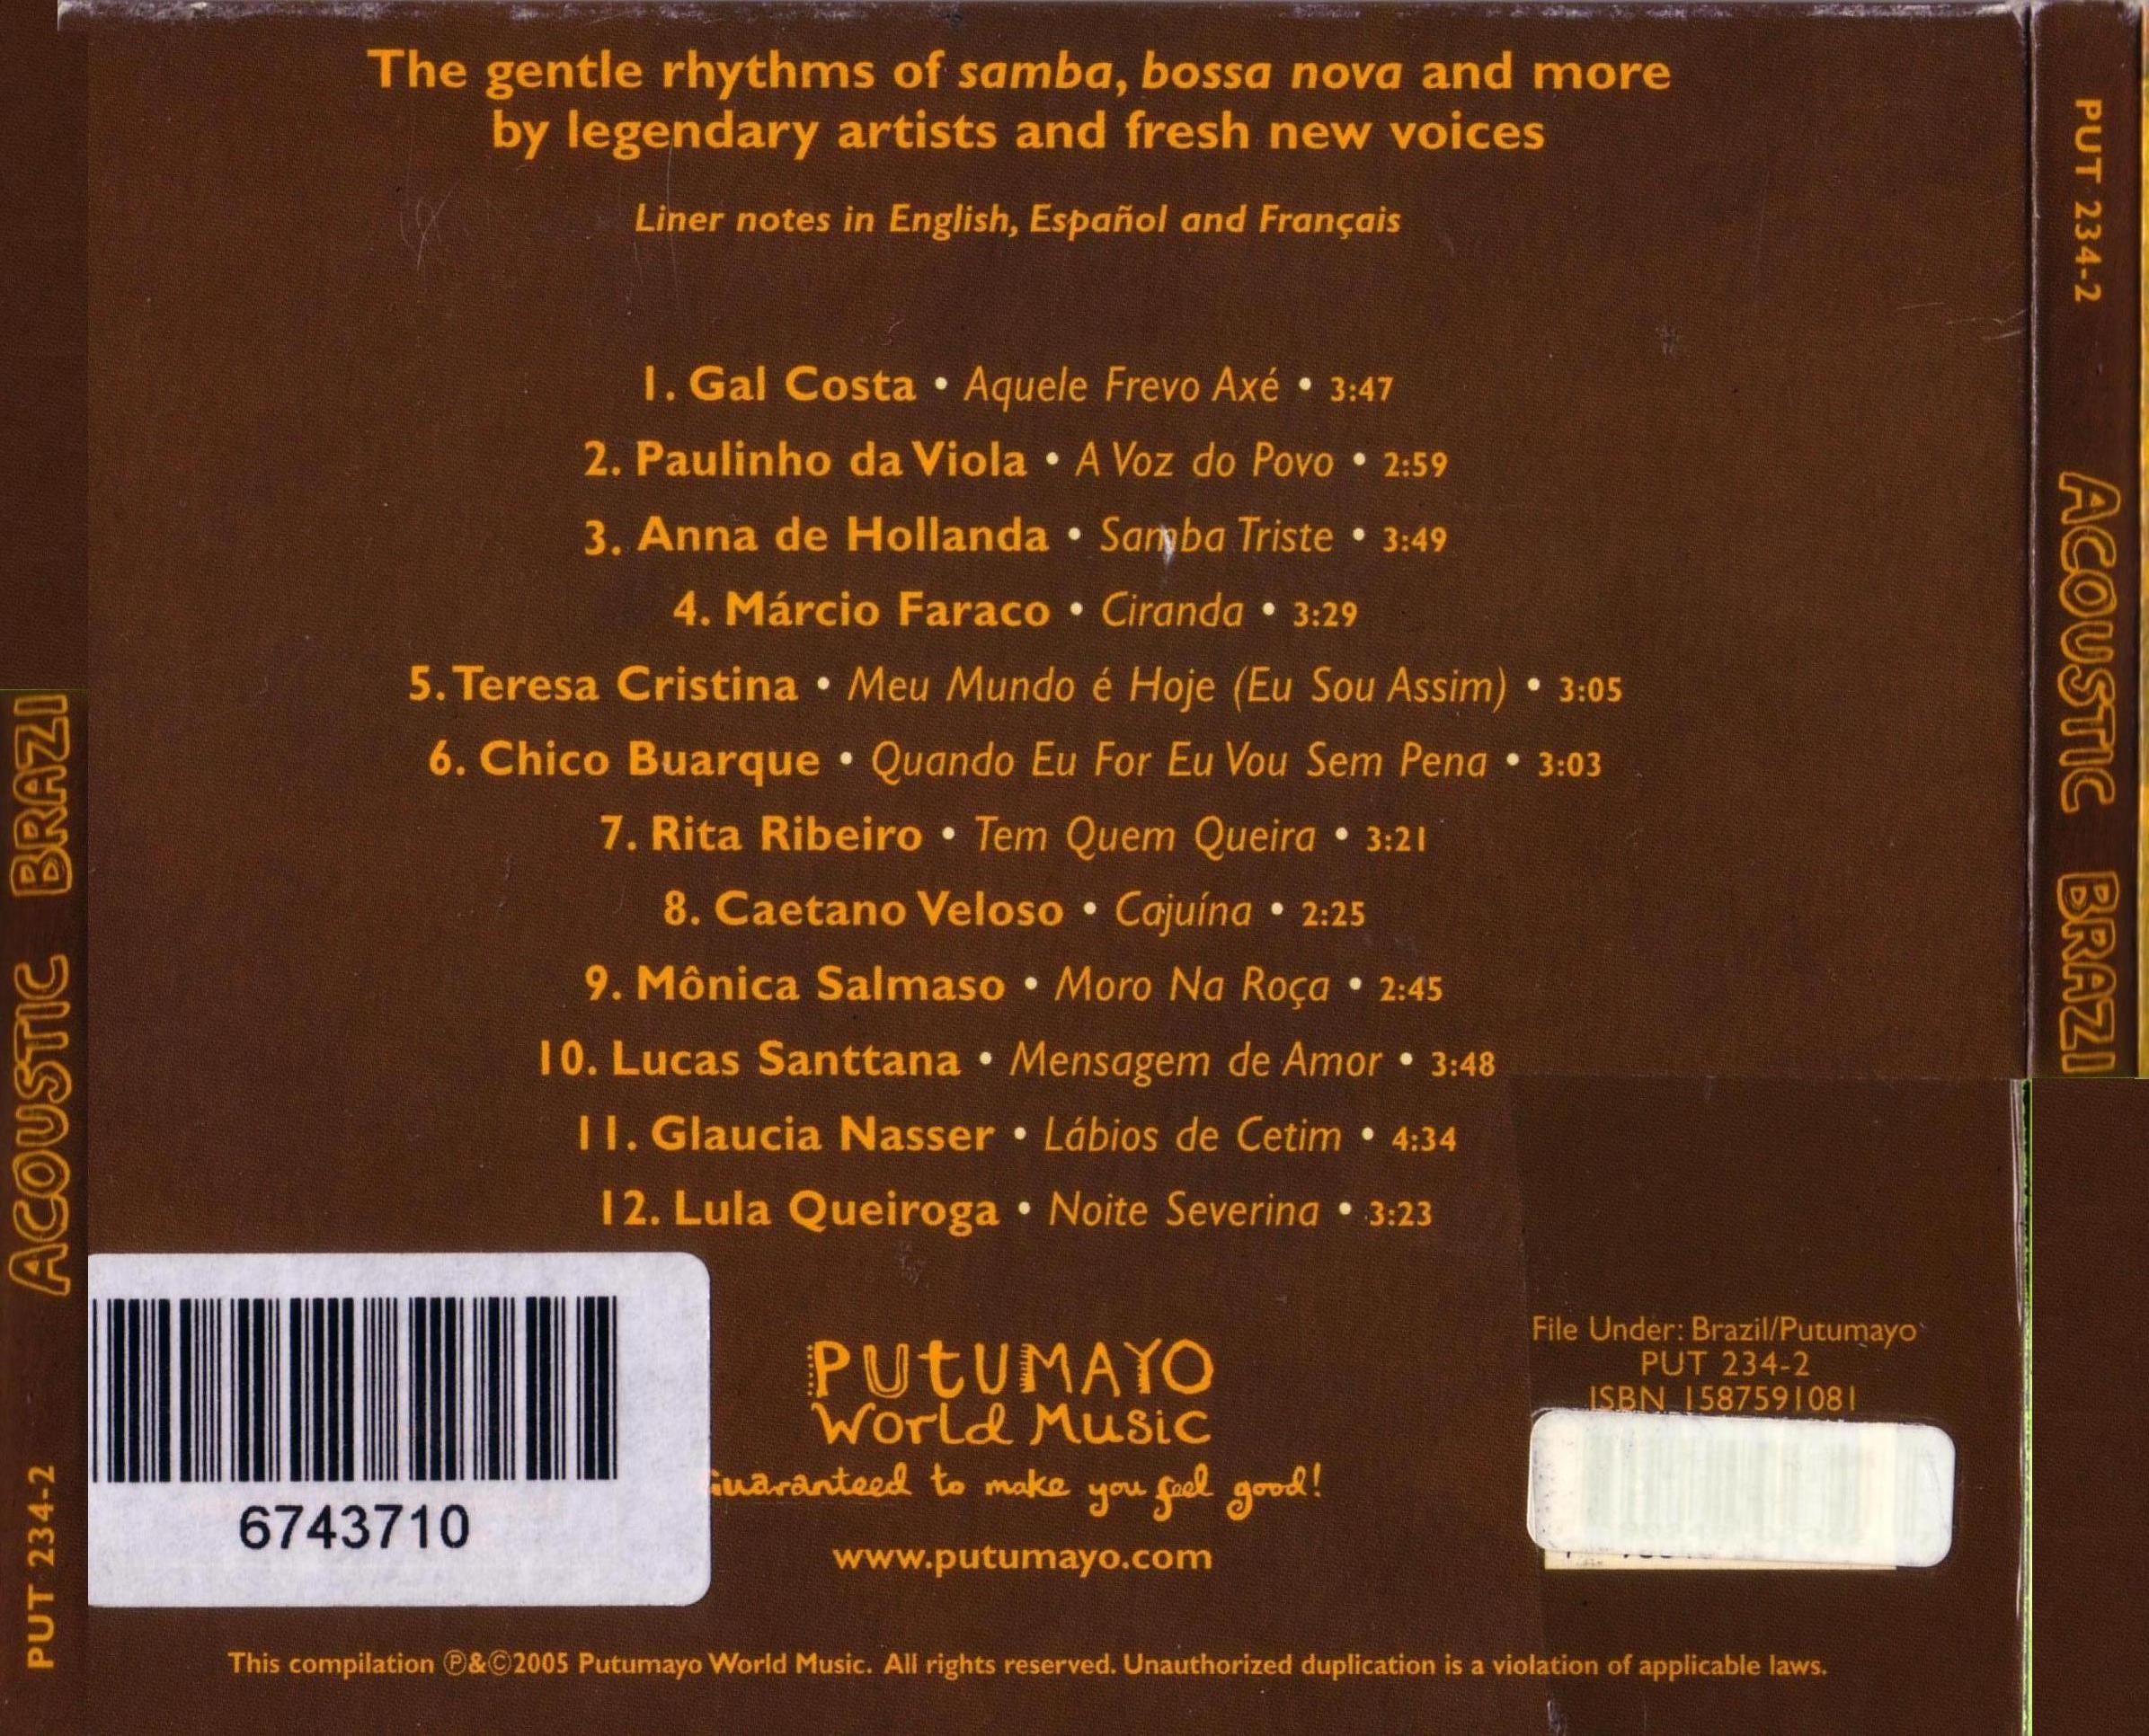 The gentle rhythms of samba, bossa nova and more
by legendary artists and fresh new voices
Liner notes in English, Español and Français
1. Gal Costa • Aquele Frevo Axé • 3:47
2. Paulinho da Viola • A Voz do Povo • 2:59
3. Anna de Hollanda • Samba Triste • 3:49
4. Márcio Faraco • Ciranda • 3:29
5. Teresa Cristina • Meu Mundo é Hoje (Eu Sou Assim) • 3:05
6. Chico Buarque • Quando Eu For Eu Vou Sem Pena • 3:03
7. Rita Ribeiro • Tem Quem Queira • 3:21
8. Caetano Veloso • Cajuína • 2:25
9. Mônica Salmaso • Moro Na Roça • 2:45
10. Lucas Santtana • Mensagem de Amor • 3:48
11. Glaucia Nasser • Lábios de Cetim • 4:34
12. Lula Queiroga • Noite Severina • 3:23
6743710
PUTUMAYO
World Music
Guaranteed to make you feel good!
www.putumayo.com
File Under: Brazil/Putumayo
PUT 234-2
ISBN 1587591081
This compilation ℗&©2005 Putumayo World Music. All rights reserved. Unauthorized duplication is a violation of applicable laws.
PUT 234-2 ACOUSTIC BRAZI
PUT 234-2 ACOUSTIC BRAZI